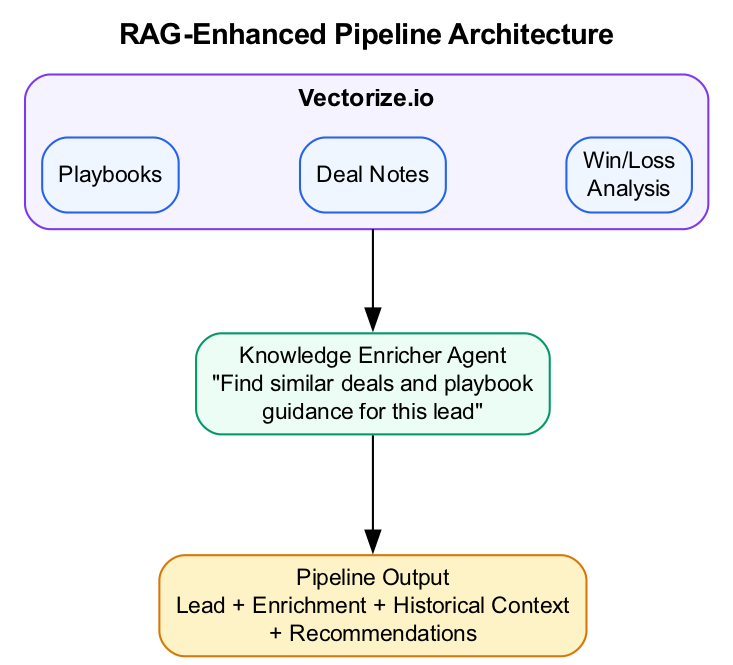 RAG-Enhanced Pipeline Architecture
Vectorize.io
Playbooks
Deal Notes
Win/Loss
Analysis
Knowledge Enricher Agent
"Find similar deals and playbook
guidance for this lead"
Pipeline Output
Lead + Enrichment + Historical Context
+ Recommendations